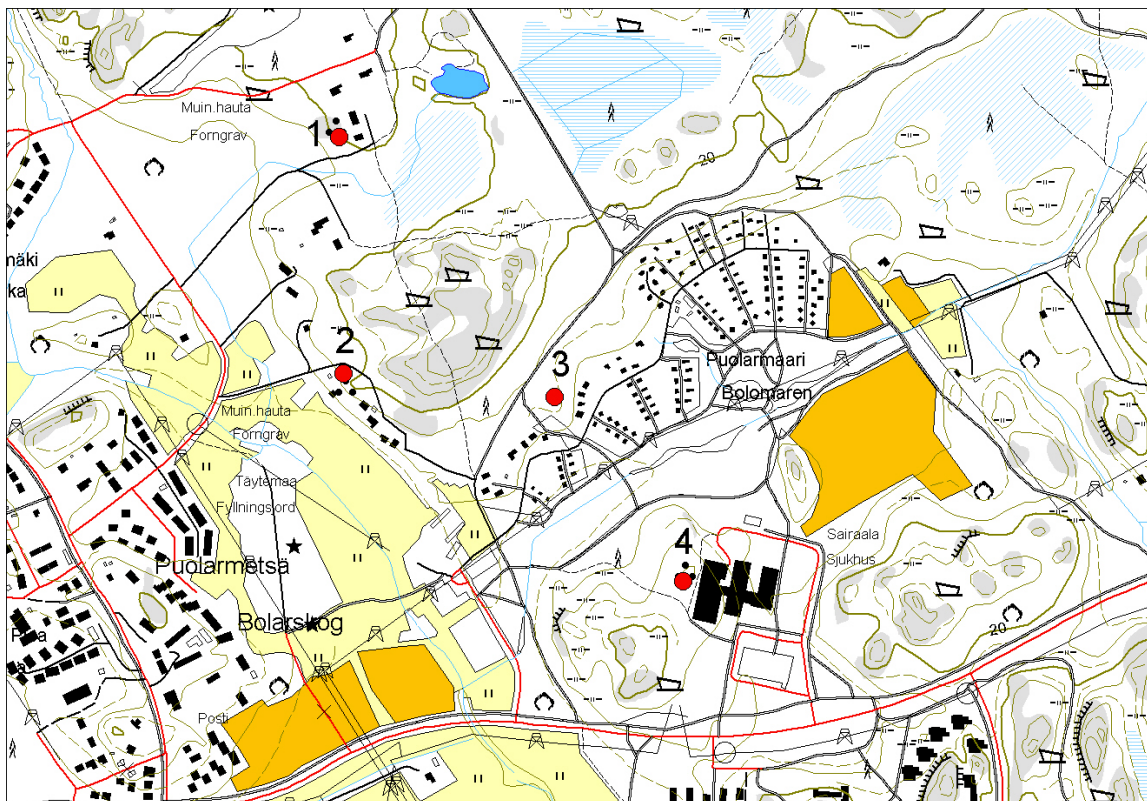 Muin.hauta
Forngrav
1
20
mäki
ka
2
3
Puolarmaari
Bolomaren
Muin.hauta
Forngrav
Täytemaa
Fyllningsjord
4
Sairaala
Sjukhus
Puolarmetsä
Bolarskog
20
Posti